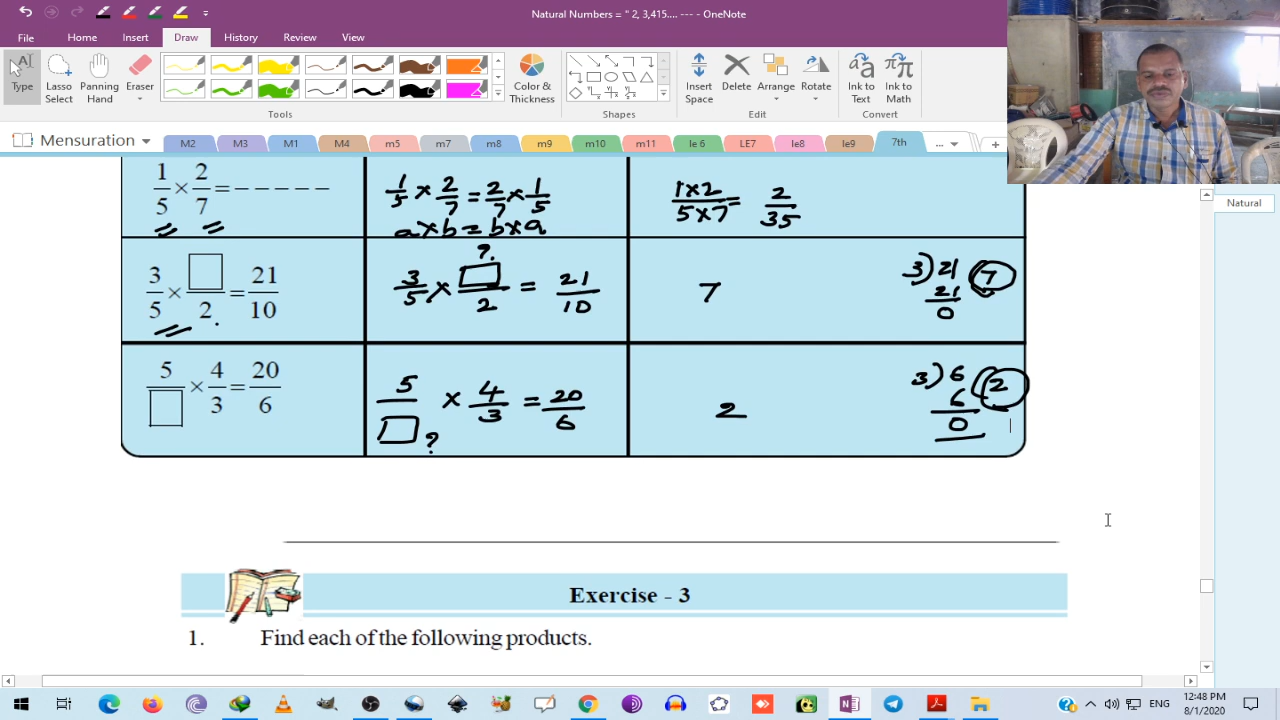 Natural Numbers = " 2, 3,415.... --- - OneNote
File Home Insert Draw History Review View
Type
Lasso Select
Panning Hand
Eraser
Color & Thickness
Insert Space
Delete
Arrange
Rotate
Ink to Text
Ink to Math
Tools
Shapes
Edit
Convert
Mensuration
M2 M3 M1 M4 m5 m7 m8 m9 m10 m11 le 6 LE7 le8 le9 7th ... +
Natural
1/5 × 2/7 = -----
1/5 × 2/7 = 2/7 × 1/5
a×b = b×a
1×2/5×7 = 2/35
3/5 × □/2 = 21/10
?
3/5 × □/2 = 21/10
7
3) 21 (7
21
0
5/□ × 4/3 = 20/6
5/□ × 4/3 = 20/6
?
2
3) 6 (2
6
0
Exercise - 3
1. Find each of the following products.
ENG
12:48 PM
8/1/2020